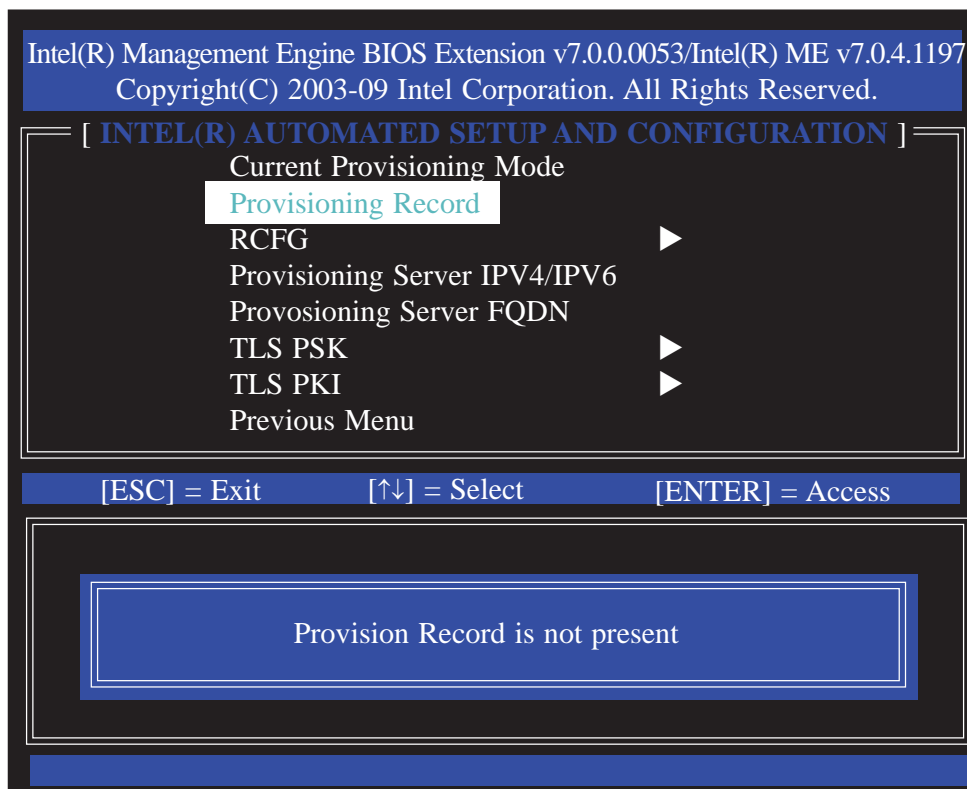 Intel(R) Management Engine BIOS Extension v7.0.0.0053/Intel(R) ME v7.0.4.1197
Copyright(C) 2003-09 Intel Corporation. All Rights Reserved.
[ INTEL(R) AUTOMATED SETUP AND CONFIGURATION ]
Current Provisioning Mode
Provisioning Record
RCFG ▶
Provisioning Server IPV4/IPV6
Provosioning Server FQDN
TLS PSK ▶
TLS PKI ▶
Previous Menu
[ESC] = Exit [↑↓] = Select [ENTER] = Access
Provision Record is not present